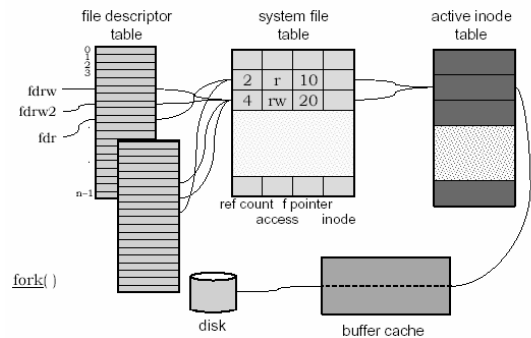 file descriptor
table
system file
table
active inode
table
0
1
2
3
fdrw
fdrw2
fdr
.
.
n-1
2 r 10
4 rw 20
ref count f pointer
access inode
fork( )
disk
buffer cache